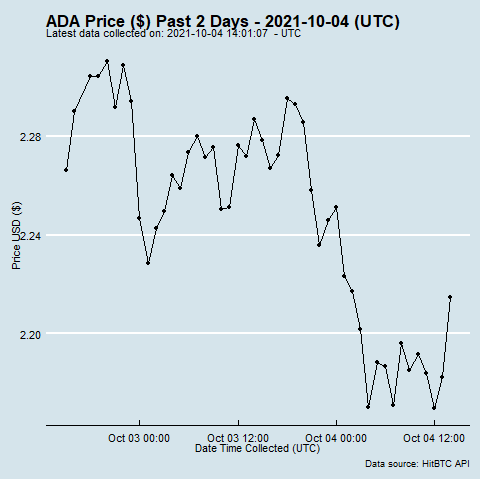 ADA Price ($) Past 2 Days - 2021-10-04 (UTC)
Latest data collected on: 2021-10-04 14:01:07 - UTC
Price USD ($)
2.28
2.24
2.20
Oct 03 00:00
Oct 03 12:00
Oct 04 00:00
Oct 04 12:00
Date Time Collected (UTC)
Data source: HitBTC API